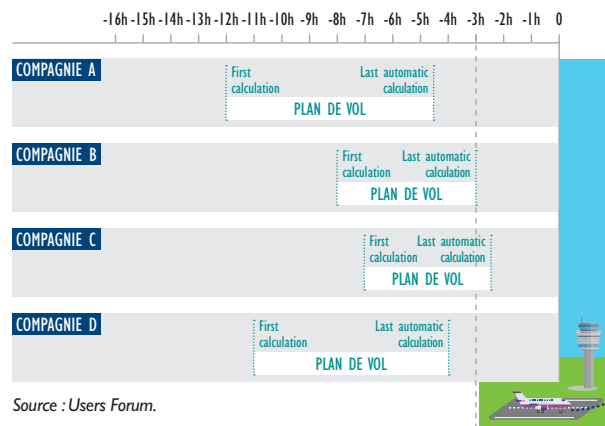 -16h -15h -14h -13h -12h -11h -10h -9h -8h -7h -6h -5h -4h -3h -2h -1h 0
COMPAGNIE A
First calculation
Last automatic calculation
PLAN DE VOL
COMPAGNIE B
First calculation
Last automatic calculation
PLAN DE VOL
COMPAGNIE C
First calculation
Last automatic calculation
PLAN DE VOL
COMPAGNIE D
First calculation
Last automatic calculation
PLAN DE VOL
Source : Users Forum.